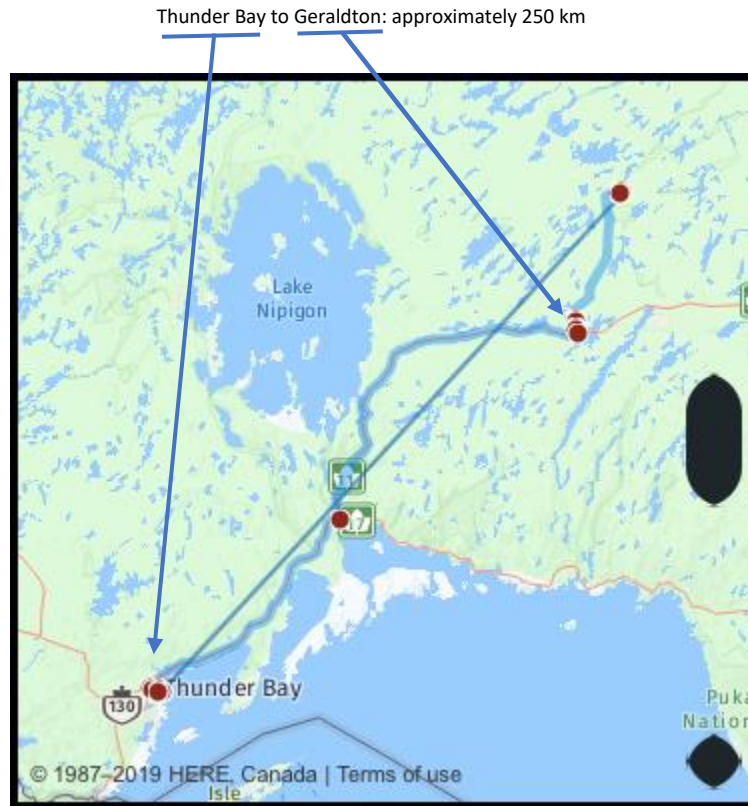 Thunder Bay to Geraldton: approximately 250 km
Lake
Nipigon
11
17
Thunder Bay
130
Puka
Nation
© 1987–2019 HERE, Canada | Terms of use
Isle